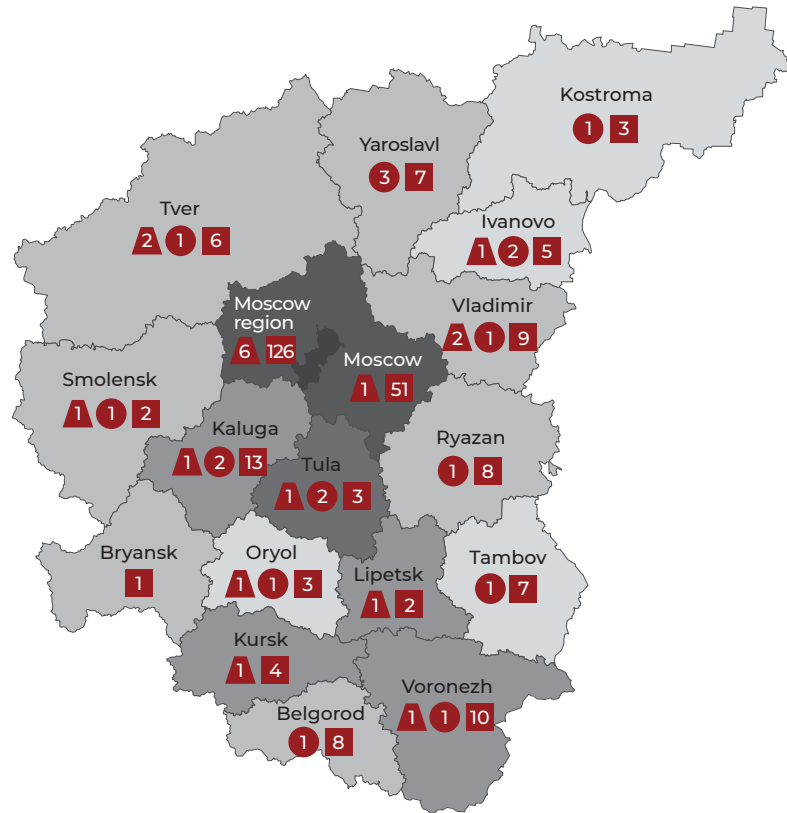 Kostroma
1 3
Yaroslavl
3 7
Tver
2 1 6
Ivanovo
1 2 5
Moscow
region
6 126
Vladimir
2 1 9
Moscow
1 51
Smolensk
1 1 2
Kaluga
1 2 13
Ryazan
1 8
Tula
1 2 3
Bryansk
1
Oryol
1 1 3
Lipetsk
1 2
Tambov
1 7
Kursk
1 4
Voronezh
1 1 10
Belgorod
1 8